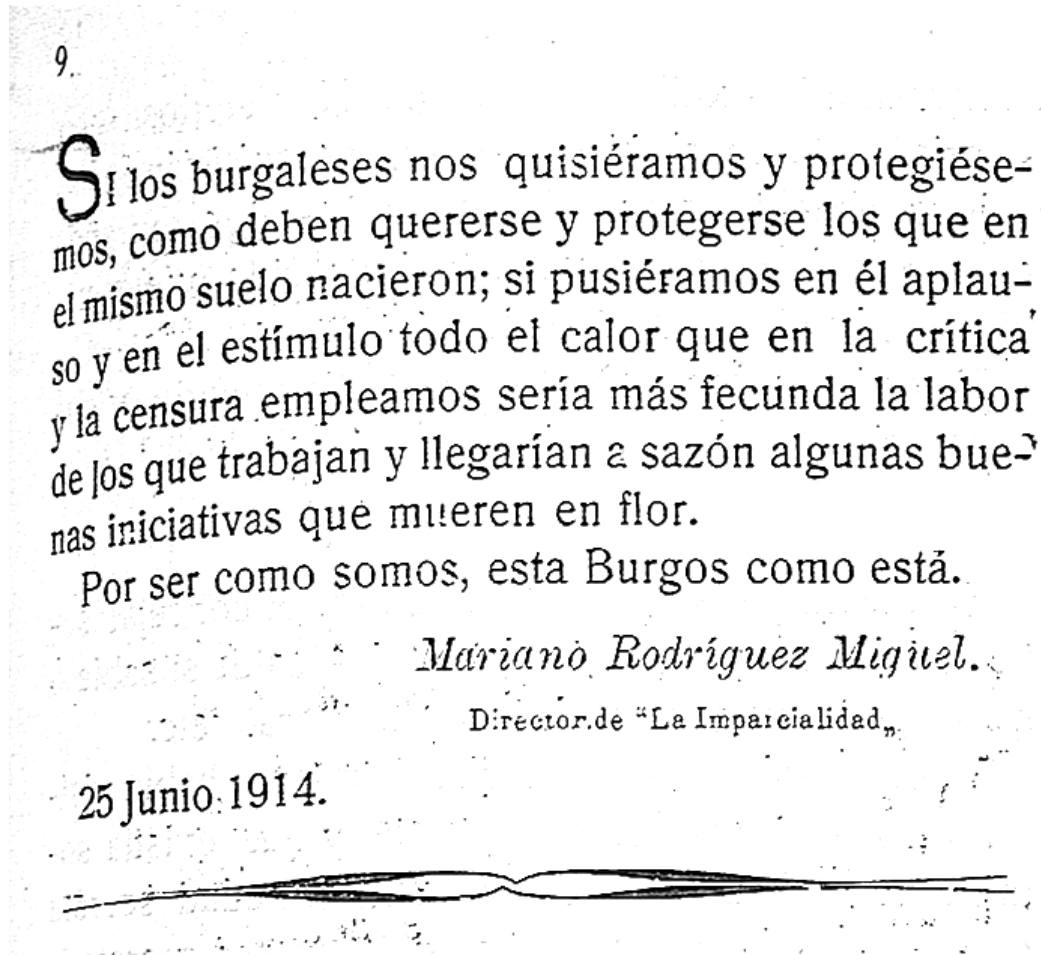 9.
SI los burgaleses nos quisiéramos y protegiése-
mos, como deben quererse y protegerse los que en
el mismo suelo nacieron; si pusiéramos en él aplau-
so y en el estímulo todo el calor que en la crítica
y la censura empleamos sería más fecunda la labor
de los que trabajan y llegarían a sazón algunas bue-
nas iniciativas que mueren en flor.
Por ser como somos, esta Burgos como está.
Mariano Rodríguez Miguel.
Director de “La Imparcialidad„
25 Junio 1914.